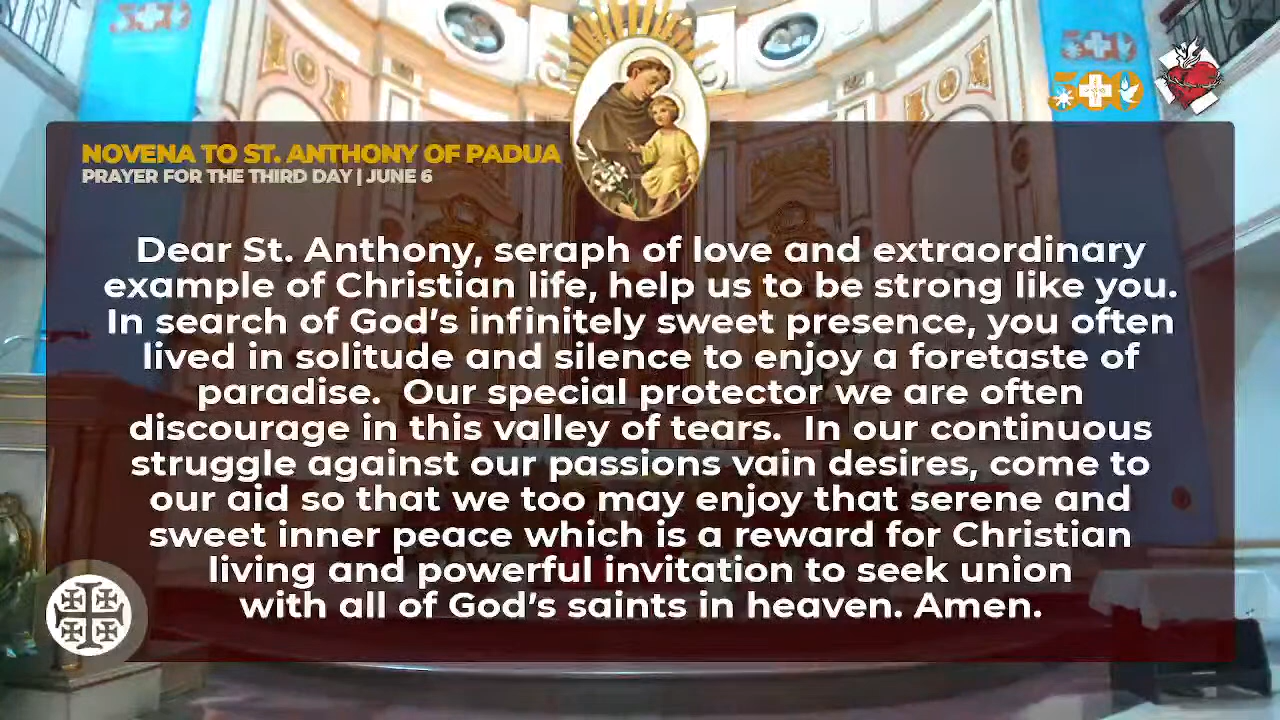 500
500
500
NOVENA TO ST. ANTHONY OF PADUA
PRAYER FOR THE THIRD DAY | JUNE 6
Dear St. Anthony, seraph of love and extraordinary
example of Christian life, help us to be strong like you.
In search of God's infinitely sweet presence, you often
lived in solitude and silence to enjoy a foretaste of
paradise.  Our special protector we are often
discourage in this valley of tears.  In our continuous
struggle against our passions vain desires, come to
our aid so that we too may enjoy that serene and
sweet inner peace which is a reward for Christian
living and powerful invitation to seek union
with all of God's saints in heaven. Amen.